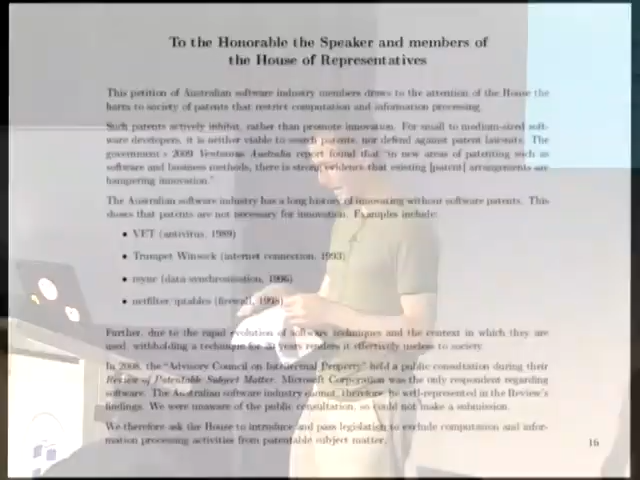 To the Honorable the Speaker and members of
the House of Representatives
This petition of Australian software industry members draws to the attention of the House the
harm to society of patents that restrict computation and information processing.
Such patents actively inhibit, rather than promote innovation. For small to medium-sized soft-
ware developers, it is neither viable to search patents, nor defend against patent lawsuits. The
government's 2009 Venturous Australia report found that "in new areas of patenting such as
software and business methods, there is strong evidence that existing [patent] arrangements are
hampering innovation."
The Australian software industry has a long history of innovating without software patents. This
shows that patents are not necessary for innovation. Examples include:
• VET (antivirus, 1989)
• Trumpet Winsock (internet connection, 1993)
• rsync (data synchronisation, 1996)
• netfilter/iptables (firewall, 1998)
Further, due to the rapid evolution of software techniques and the context in which they are
used, withholding a technique for 20 years renders it effectively useless to society.
In 2008, the "Advisory Council on Intellectual Property" held a public consultation during their
Review of Patentable Subject Matter. Microsoft Corporation was the only respondent regarding
software. The Australian software industry cannot, therefore, be well-represented in the Review's
findings. We were unaware of the public consultation, so could not make a submission.
We therefore ask the House to introduce and pass legislation to exclude computation and infor-
mation processing activities from patentable subject matter.
16